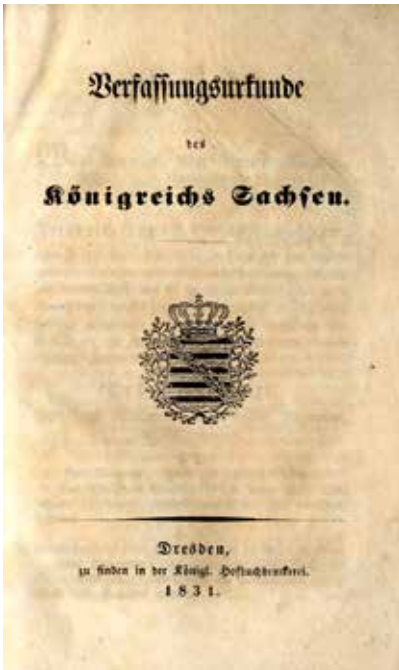 Verfassungsurkunde
des
Königreichs Sachsen.
Dresden,
zu finden in der Königl. Hofbuchdruckerei.
1831.